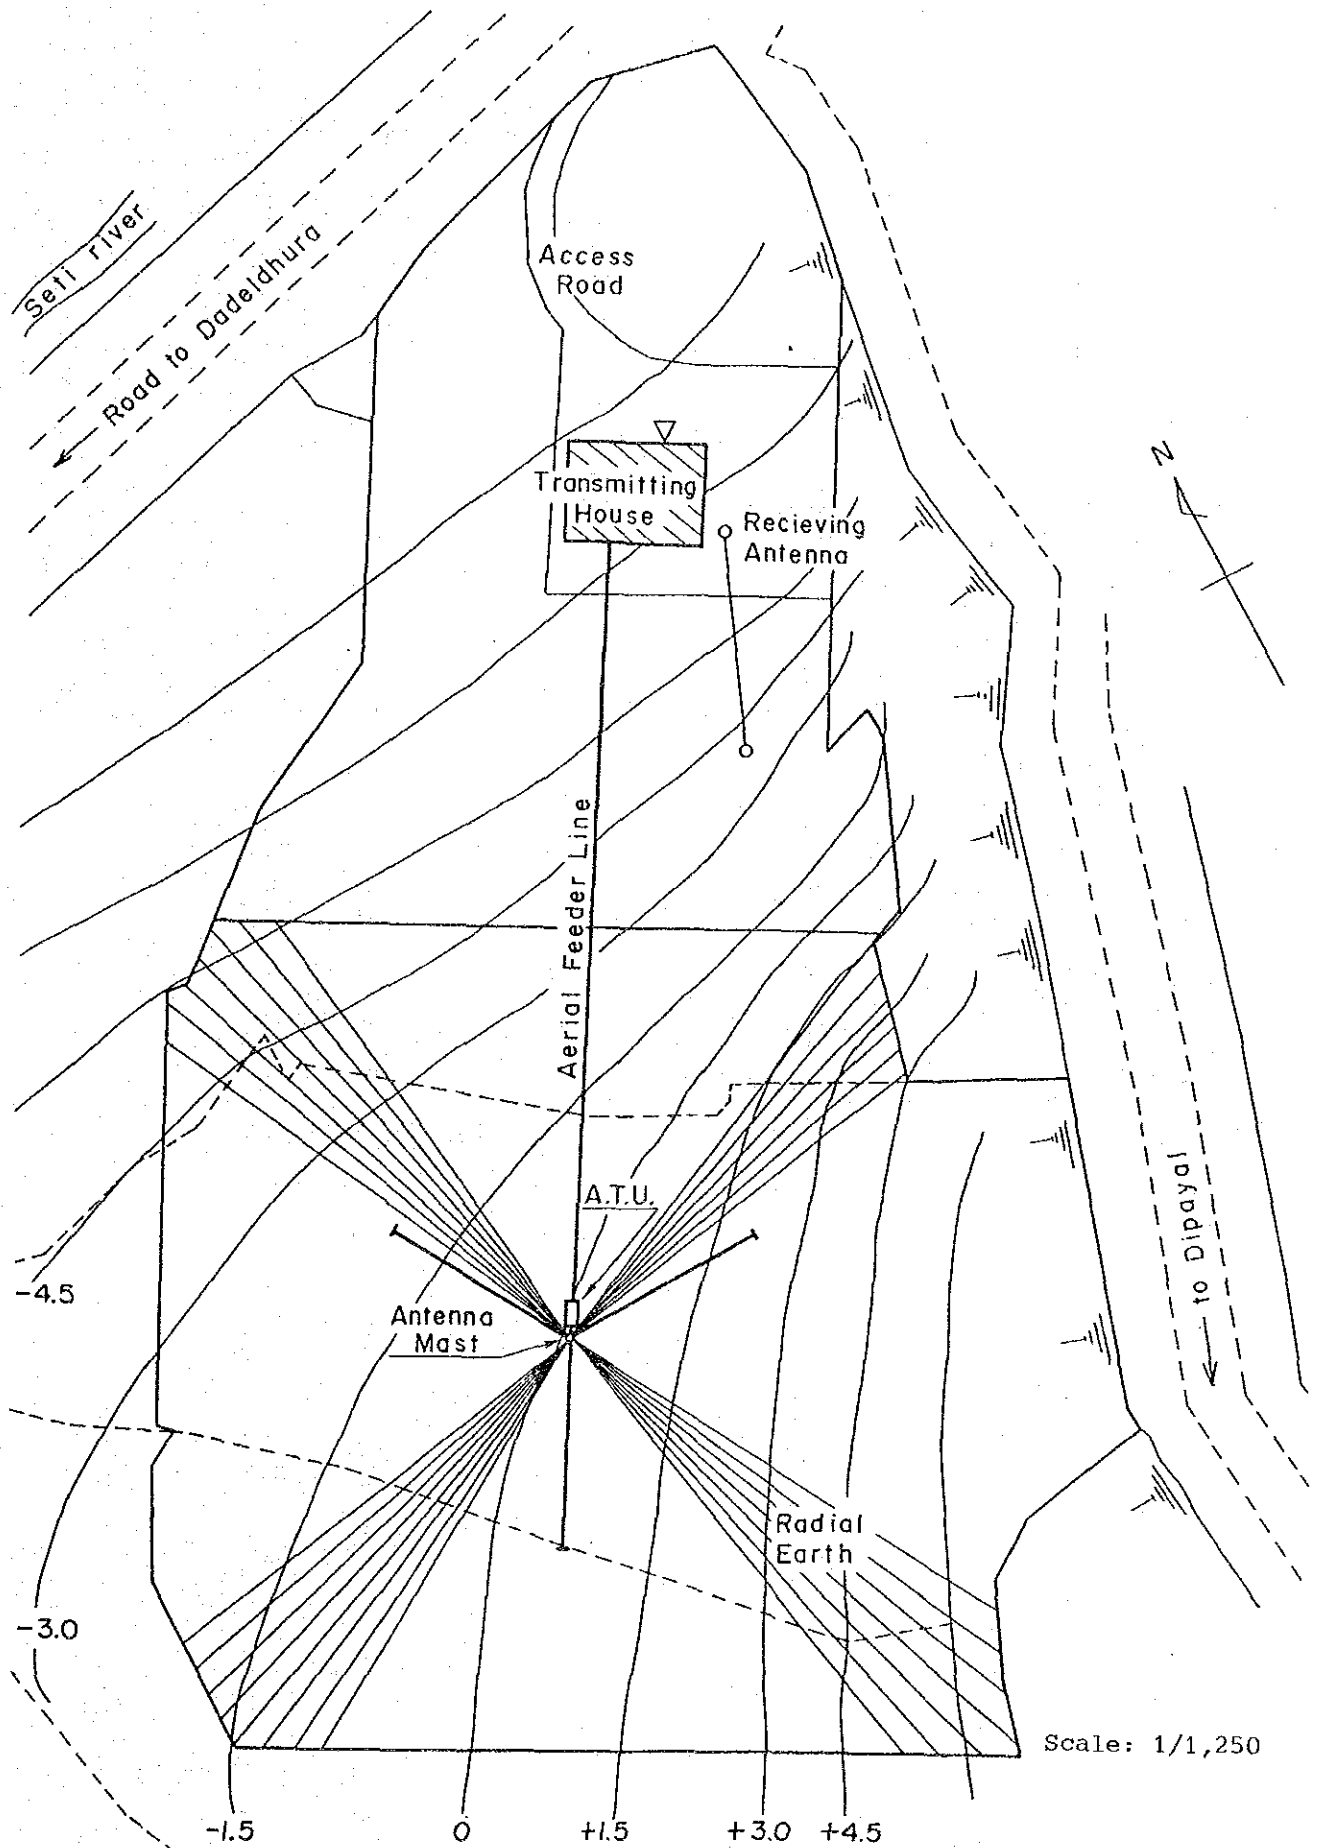 Seti river
Road to Dadeldhura
Access
Road
N
Transmitting
House
Recieving
Antenna
Aerial Feeder Line
A.T.U.
-4.5
Antenna
Mast
to Dipayal
Radial
Earth
-3.0
Scale: 1/1,250
-1.5
0
+1.5
+3.0
+4.5